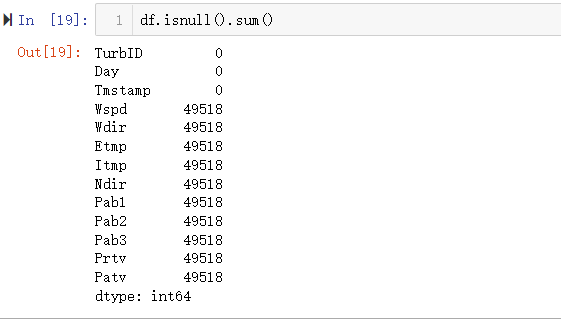 In [19]: 1 df.isnull().sum()
Out[19]: TurbID 0
Day 0
Tmstamp 0
Wspd 49518
Wdir 49518
Etmp 49518
Itmp 49518
Ndir 49518
Pab1 49518
Pab2 49518
Pab3 49518
Prtv 49518
Patv 49518
dtype: int64